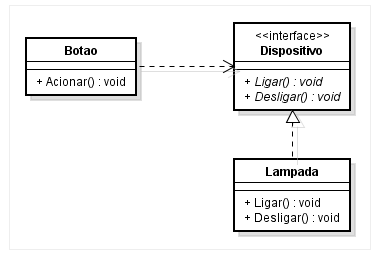 Botao
+ Acionar() : void
<<interface>>
Dispositivo
+ Ligar() : void
+ Desligar() : void
Lampada
+ Ligar() : void
+ Desligar() : void